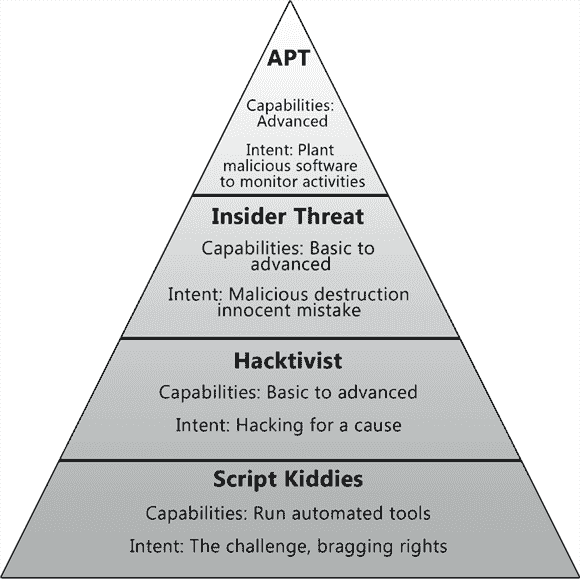 APT
Capabilities:
Advanced
Intent: Plant
malicious software
to monitor activities
Insider Threat
Capabilities: Basic to
advanced
Intent: Malicious destruction
innocent mistake
Hacktivist
Capabilities: Basic to advanced
Intent: Hacking for a cause
Script Kiddies
Capabilities: Run automated tools
Intent: The challenge, bragging rights